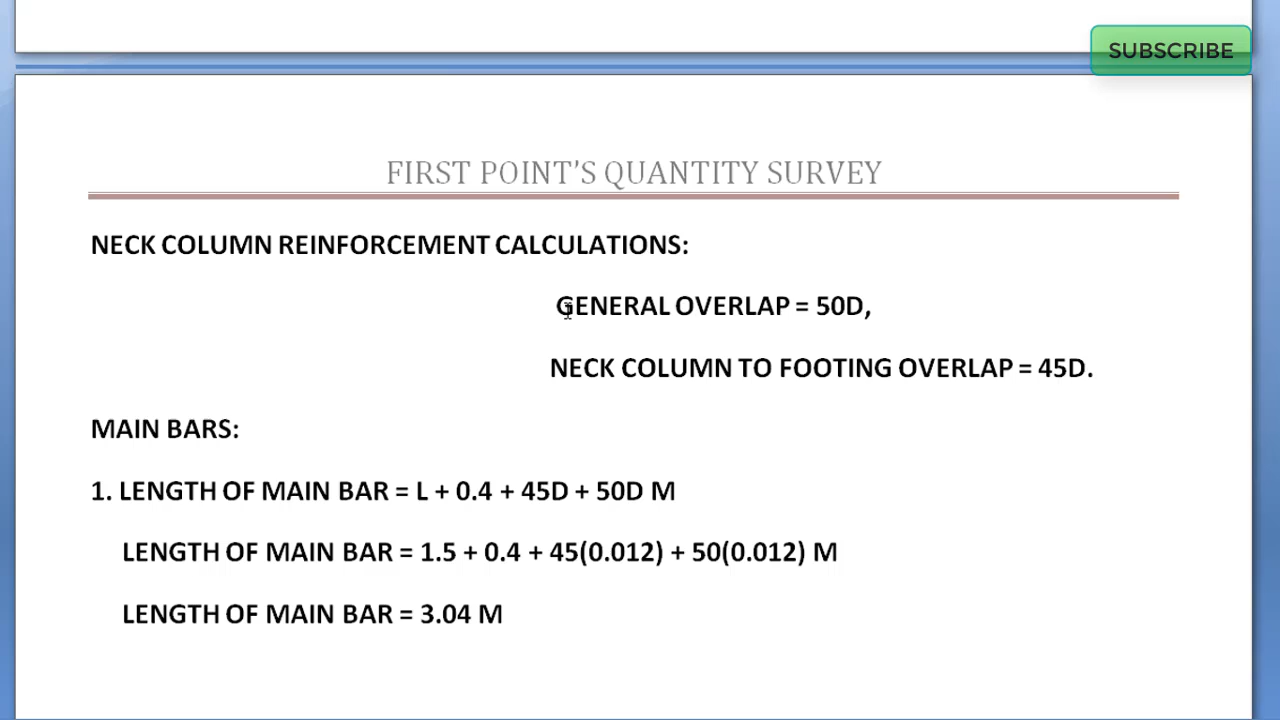 SUBSCRIBE
FIRST POINT’S QUANTITY SURVEY
NECK COLUMN REINFORCEMENT CALCULATIONS:
GENERAL OVERLAP = 50D,
NECK COLUMN TO FOOTING OVERLAP = 45D.
MAIN BARS:
1. LENGTH OF MAIN BAR = L + 0.4 + 45D + 50D M
LENGTH OF MAIN BAR = 1.5 + 0.4 + 45(0.012) + 50(0.012) M
LENGTH OF MAIN BAR = 3.04 M